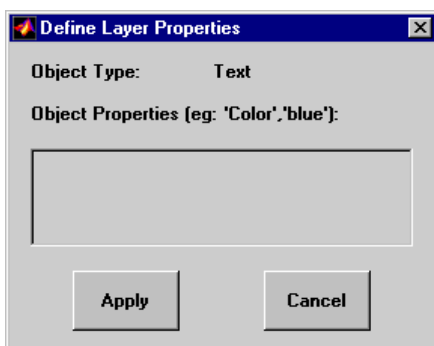 Define Layer Properties
Object Type: Text
Object Properties (eg: 'Color','blue'):
Apply Cancel